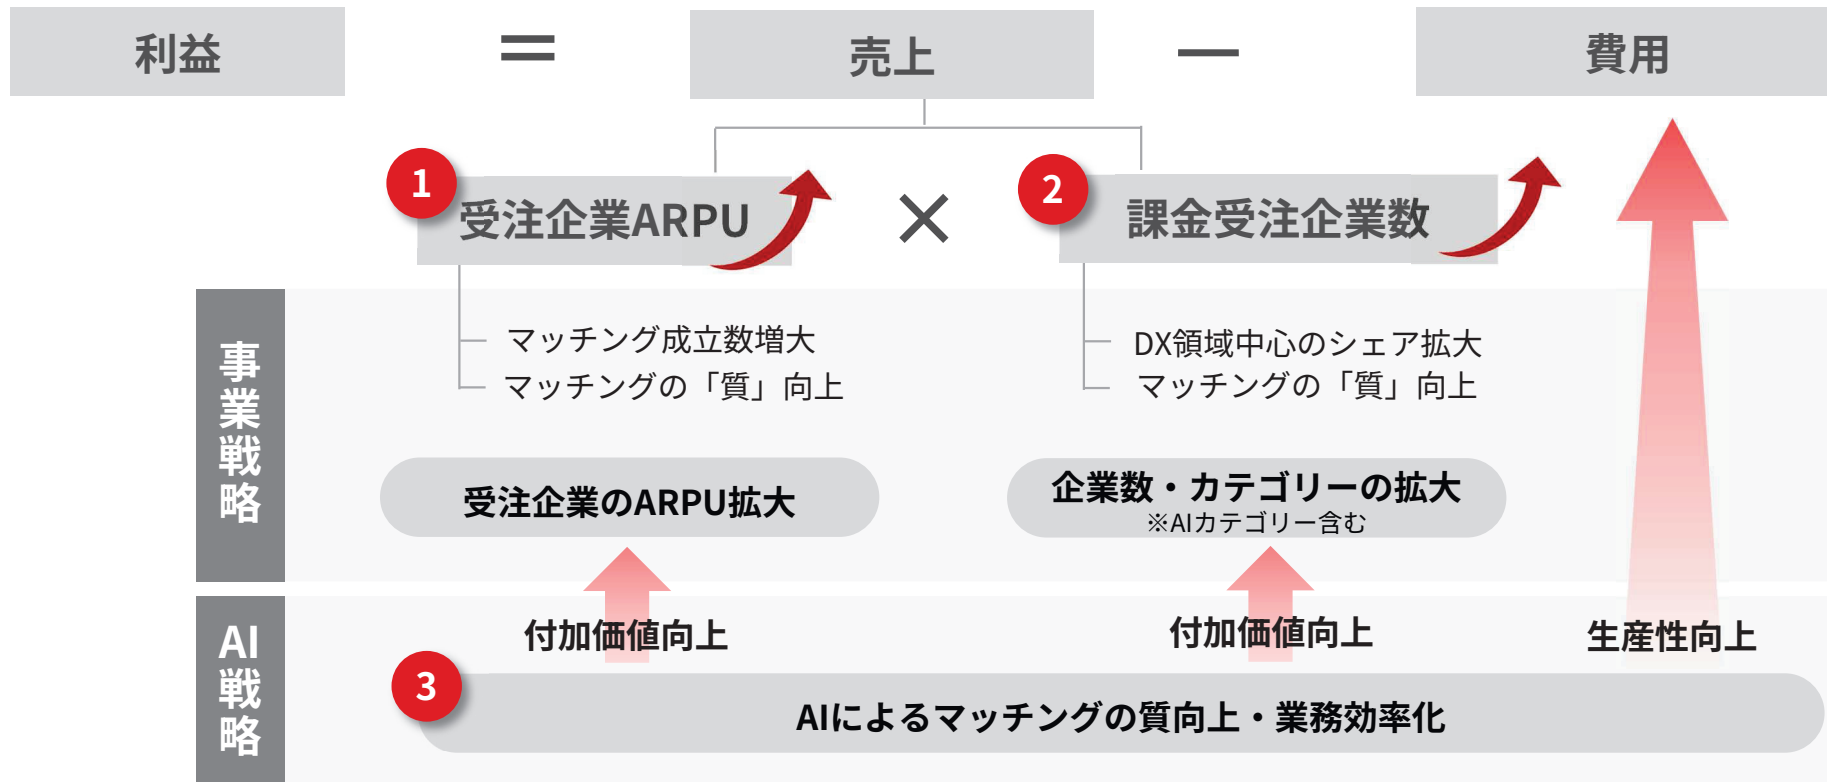 利益
=
売上
—
費用
1
受注企業ARPU
×
2
課金受注企業数
事業戦略
マッチング成立数増大
マッチングの「質」向上
DX領域中心のシェア拡大
マッチングの「質」向上
受注企業のARPU拡大
企業数・カテゴリーの拡大
※AIカテゴリー含む
AI戦略
付加価値向上
付加価値向上
生産性向上
3
AIによるマッチングの質向上・業務効率化